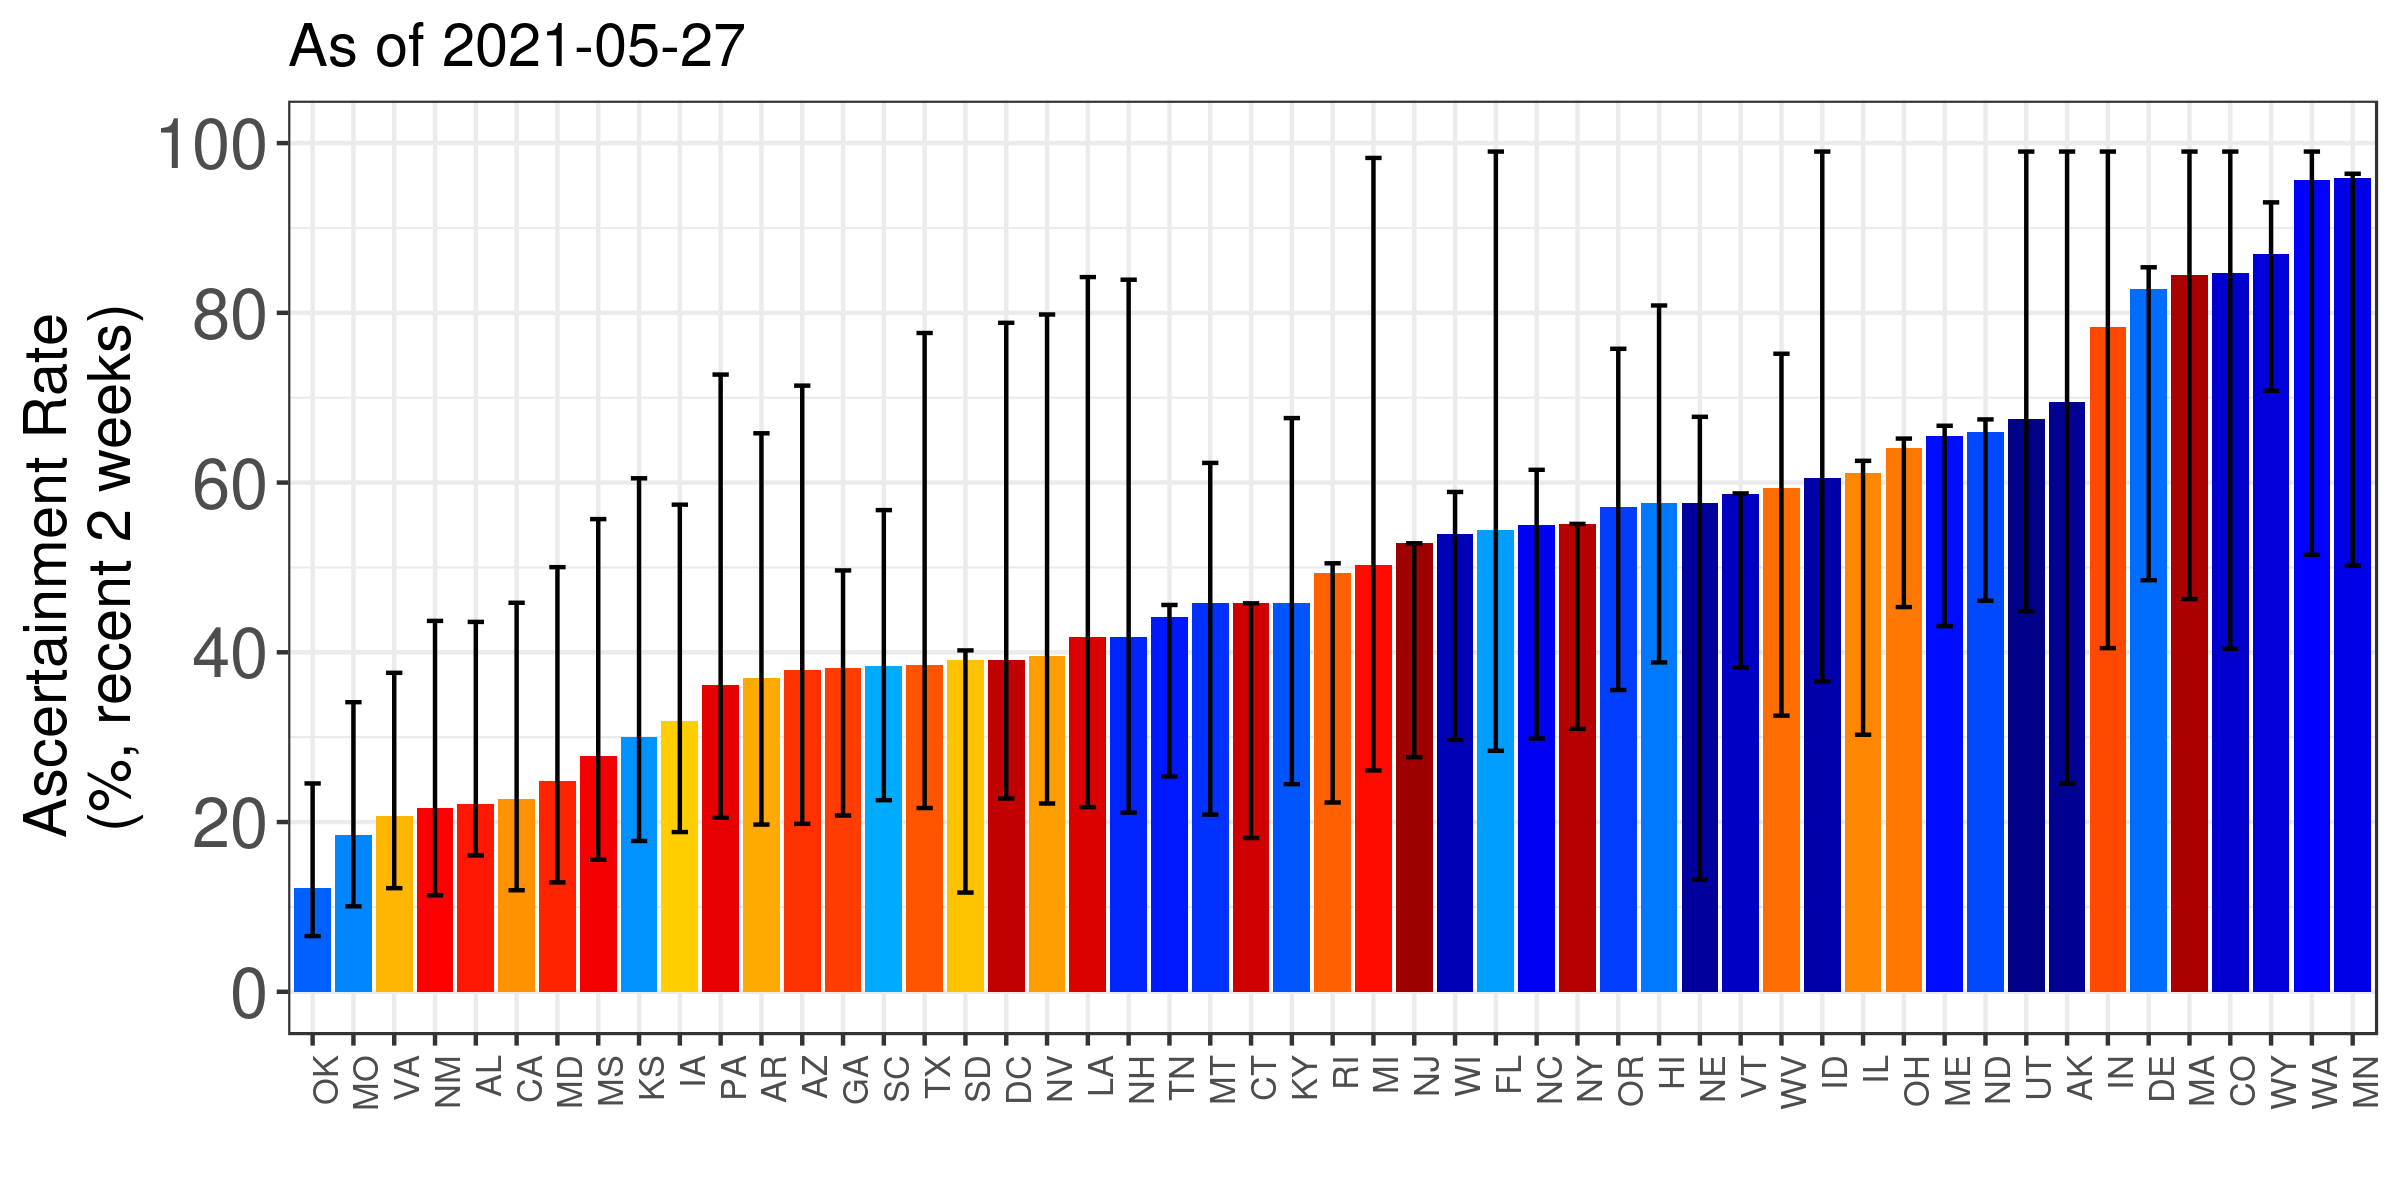 As of 2021-05-27
Ascertainment Rate
(%, recent 2 weeks)
100
80
60
40
20
0
OK
MO
VA
NM
AL
CA
MD
MS
KS
IA
PA
AR
AZ
GA
SC
TX
SD
DC
NV
LA
NH
TN
MT
CT
KY
RI
MI
NJ
WI
FL
NC
NY
OR
HI
NE
VT
WV
ID
IL
OH
ME
ND
UT
AK
IN
DE
MA
CO
WY
WA
MN